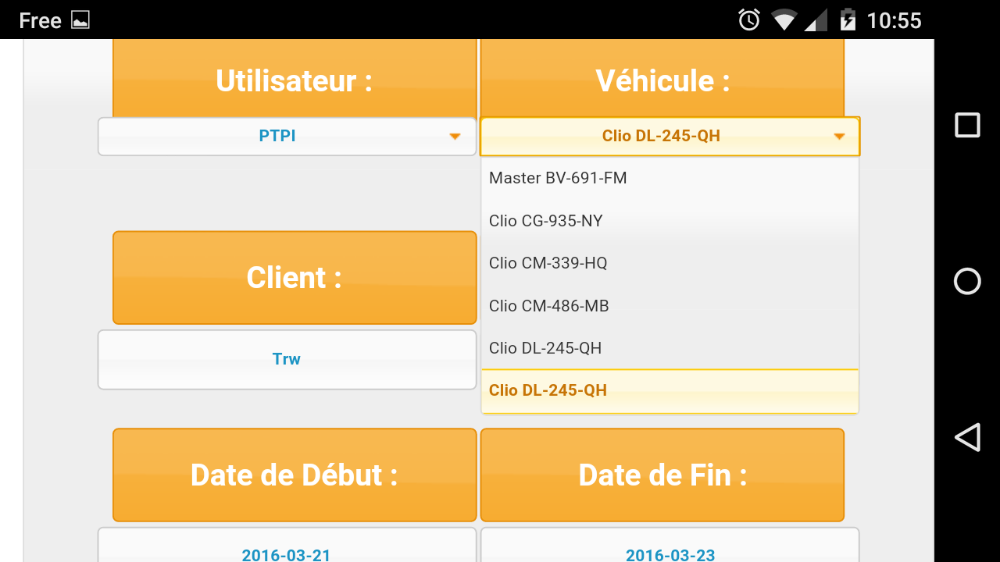 Free 10:55
Utilisateur : Véhicule :
PTPI Clio DL-245-QH
Master BV-691-FM
Clio CG-935-NY
Clio CM-339-HQ
Clio CM-486-MB
Clio DL-245-QH
Clio DL-245-QH
Client :
Trw
Date de Début : Date de Fin :
2016-03-21 2016-03-23